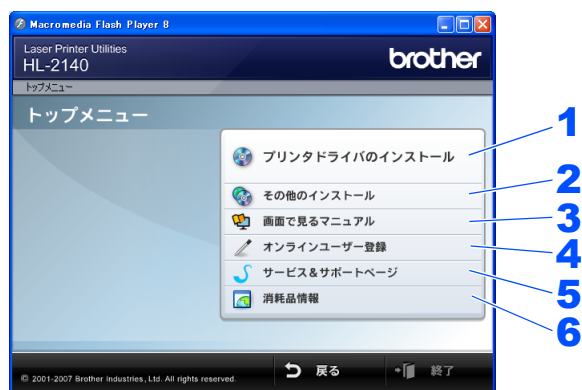 Macromedia Flash Player 8
Laser Printer Utilities
HL-2140
brother
トップメニュー
トップメニュー
プリンタドライバのインストール
1
その他のインストール
2
画面で見るマニュアル
3
オンラインユーザー登録
4
サービス&サポートページ
5
消耗品情報
6
© 2001-2007 Brother Industries, Ltd. All rights reserved.
戻る
終了